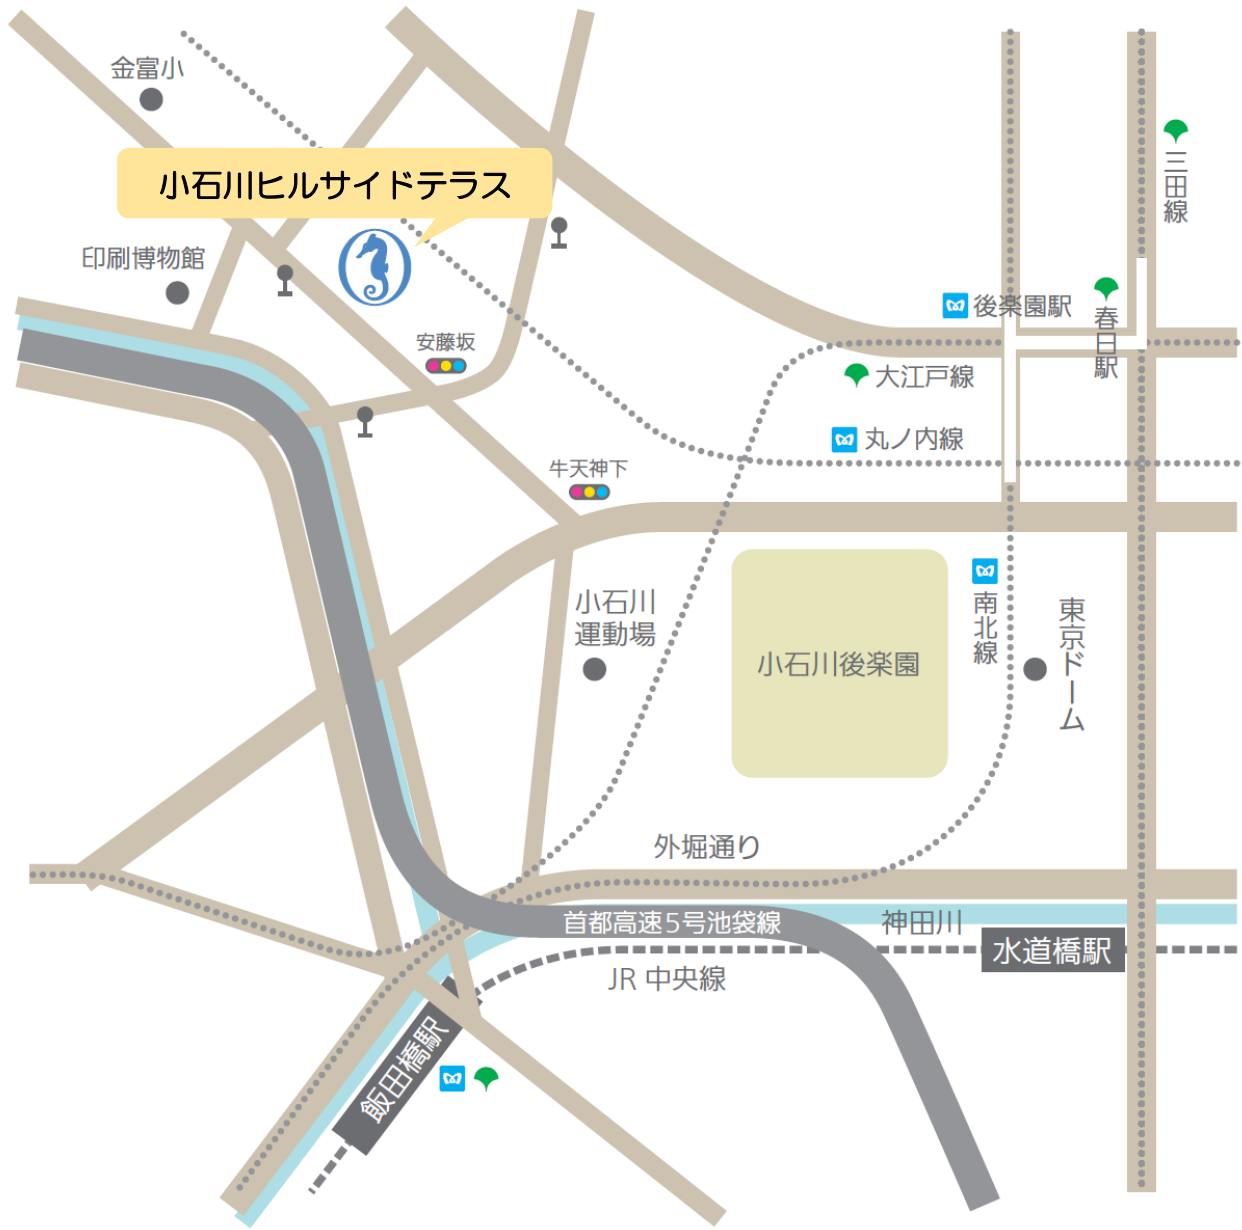 金富小
小石川ヒルサイドテラス
三田線
印刷博物館
後楽園駅
春日駅
安藤坂
大江戸線
丸ノ内線
牛天神下
小石川
運動場
南北線
東京ドーム
小石川後楽園
外堀通り
首都高速5号池袋線
神田川
水道橋駅
JR 中央線
飯田橋駅